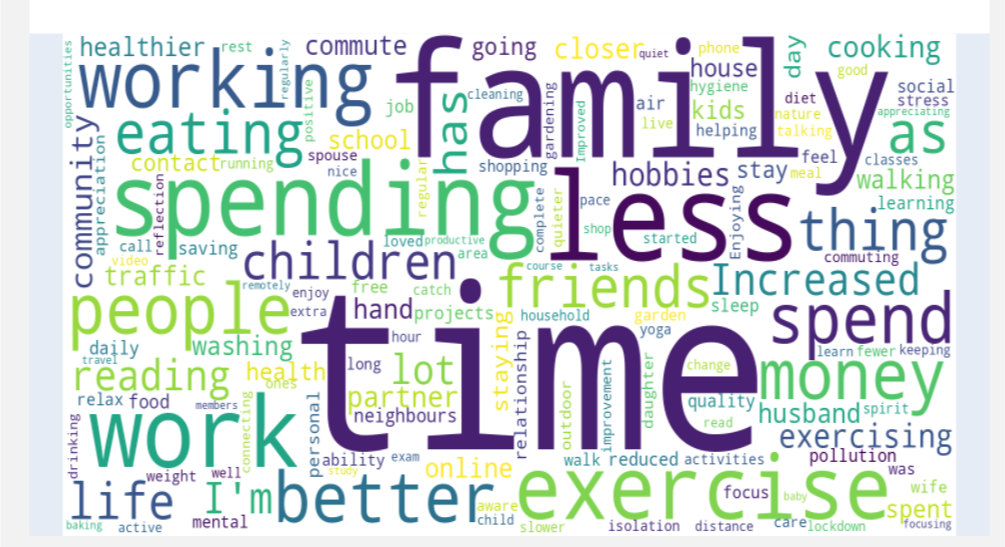 healthier
rest
commute
going
closer
quiet
phone
day
cooking
opportunities
working
regularly
family
house
good
positive
job
has
cleaning
gardening
Improved
air
hygiene
kids
diet
nature
social
stress
appreciating
community
appreciation
eating
contact
running
school
spouse
nice
regular
shopping
live
helping
talking
as
feel
classes
meal
walking
learning
reflection
spending
less
hobbies
stay
complete
quieter
pace
shop
started
Enjoying
thing
commuting
call
saving
video
traffic
children
loved
productive
area
remotely
enjoy
extra
free
catch
course
tasks
friends
Increased
sleep
people
time
hand
projects
household
garden
yoga
spend
daily
travel
washing
hour
staying
relationship
learn
fewer
keeping
reading
health
ones
long
lot
partner
neighbours
outdoor
improvement
daughter
change
quality
read
money
husband
spirit
relax
food
members
connecting
personal
drinking
work
ability
exam
study
online
walk
reduced
activities
exercising
pollution
was
weight
well
life
I'm
better
aware
child
exercise
focus
baby
wife
spent
baking
active
mental
slower
isolation
distance
care
lockdown
focusing